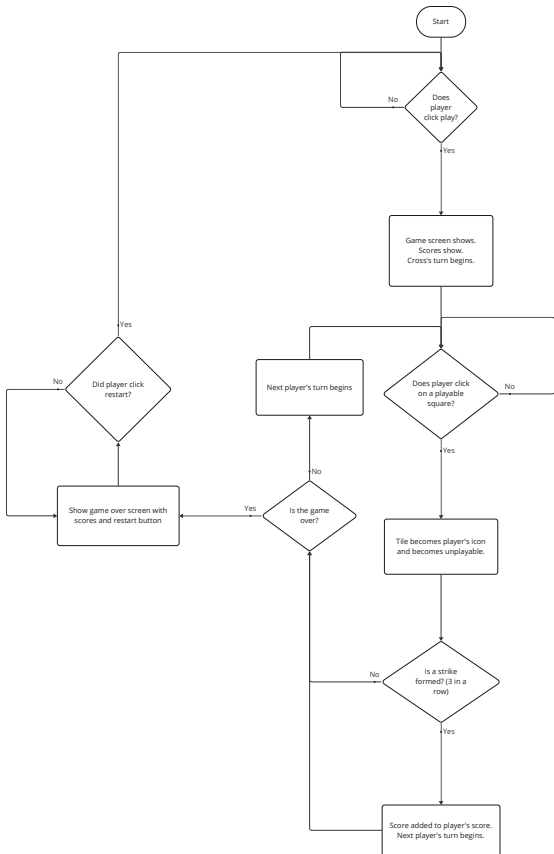 Start
Does
player
click play?
No
Yes
Game screen shows.
Scores show.
Cross's turn begins.
Yes
Did player click
restart?
No
Next player's turn begins
Does player click
on a playable
square?
No
Yes
No
Show game over screen with
scores and restart button
Yes
Is the game
over?
Tile becomes player's icon
and becomes unplayable.
Is a strike
formed? (3 in a
row)
No
Yes
Score added to player's score.
Next player's turn begins.